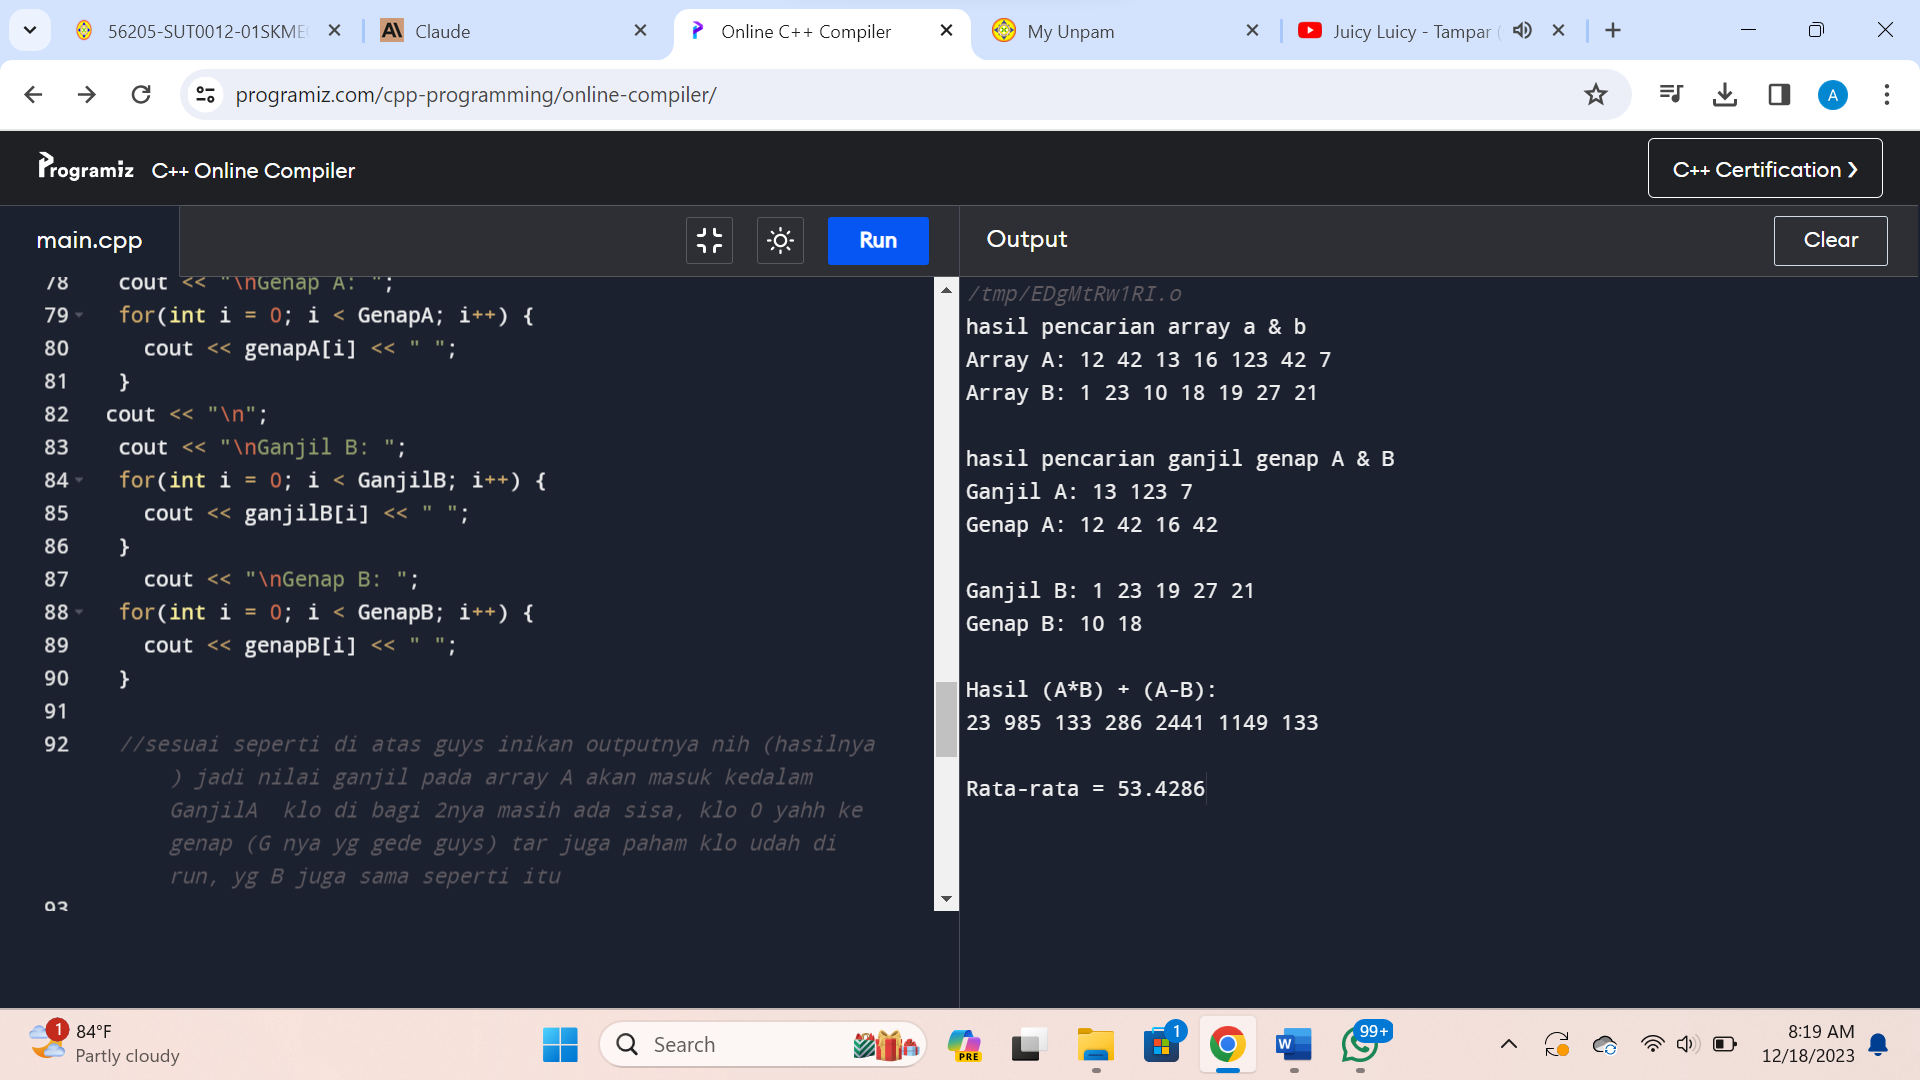 56205-SUT0012-01SKME
Claude
Online C++ Compiler
My Unpam
Juicy Luicy - Tampar (
programiz.com/cpp-programming/online-compiler/
A
Programiz C++ Online Compiler
C++ Certification ❯
main.cpp
Run
Output
Clear
78 cout << "\nGenap A: ";
79 for(int i = 0; i < GenapA; i++) {
80 cout << genapA[i] << " ";
81 }
82 cout << "\n";
83 cout << "\nGanjil B: ";
84 for(int i = 0; i < GanjilB; i++) {
85 cout << ganjilB[i] << " ";
86 }
87 cout << "\nGenap B: ";
88 for(int i = 0; i < GenapB; i++) {
89 cout << genapB[i] << " ";
90 }
91
92 //sesuai seperti di atas guys inikan outputnya nih (hasilnya
) jadi nilai ganjil pada array A akan masuk kedalam
GanjilA klo di bagi 2nya masih ada sisa, klo 0 yahh ke
genap (G nya yg gede guys) tar juga paham klo udah di
run, yg B juga sama seperti itu
93
/tmp/EDgMtRw1RI.o
hasil pencarian array a & b
Array A: 12 42 13 16 123 42 7
Array B: 1 23 10 18 19 27 21
hasil pencarian ganjil genap A & B
Ganjil A: 13 123 7
Genap A: 12 42 16 42
Ganjil B: 1 23 19 27 21
Genap B: 10 18
Hasil (A*B) + (A-B):
23 985 133 286 2441 1149 133
Rata-rata = 53.4286
1
84°F
Partly cloudy
Search
PRE
1
W
99+
8:19 AM
12/18/2023